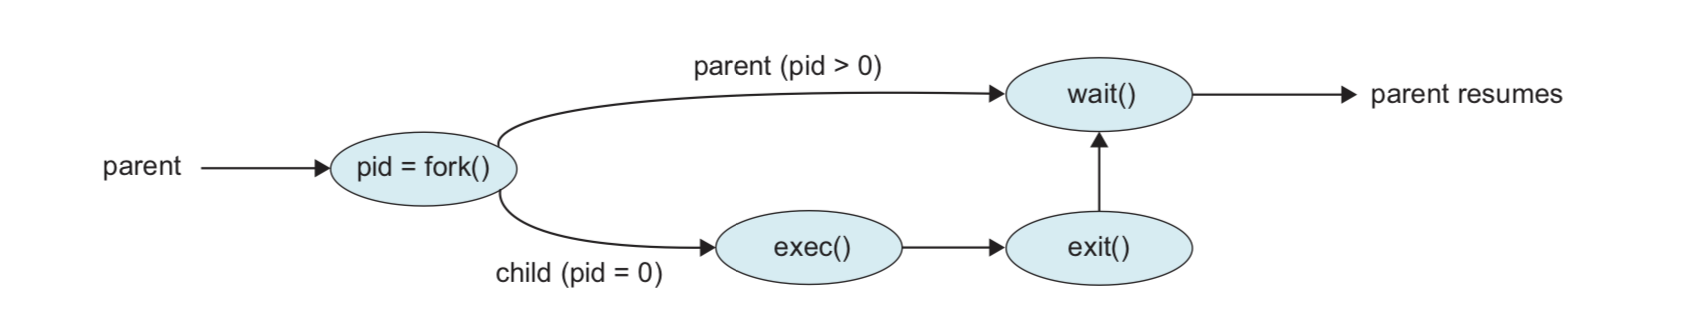 parent
pid = fork()
parent (pid > 0)
wait()
parent resumes
child (pid = 0)
exec()
exit()